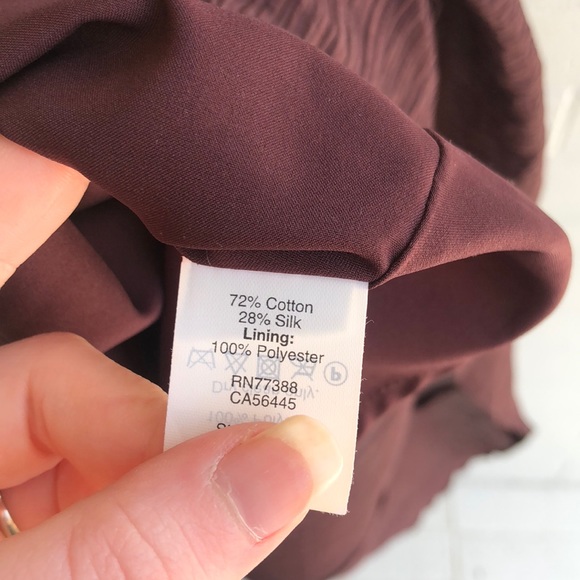 72% Cotton
28% Silk
Lining:
100% Polyester
RN77388
CA56445